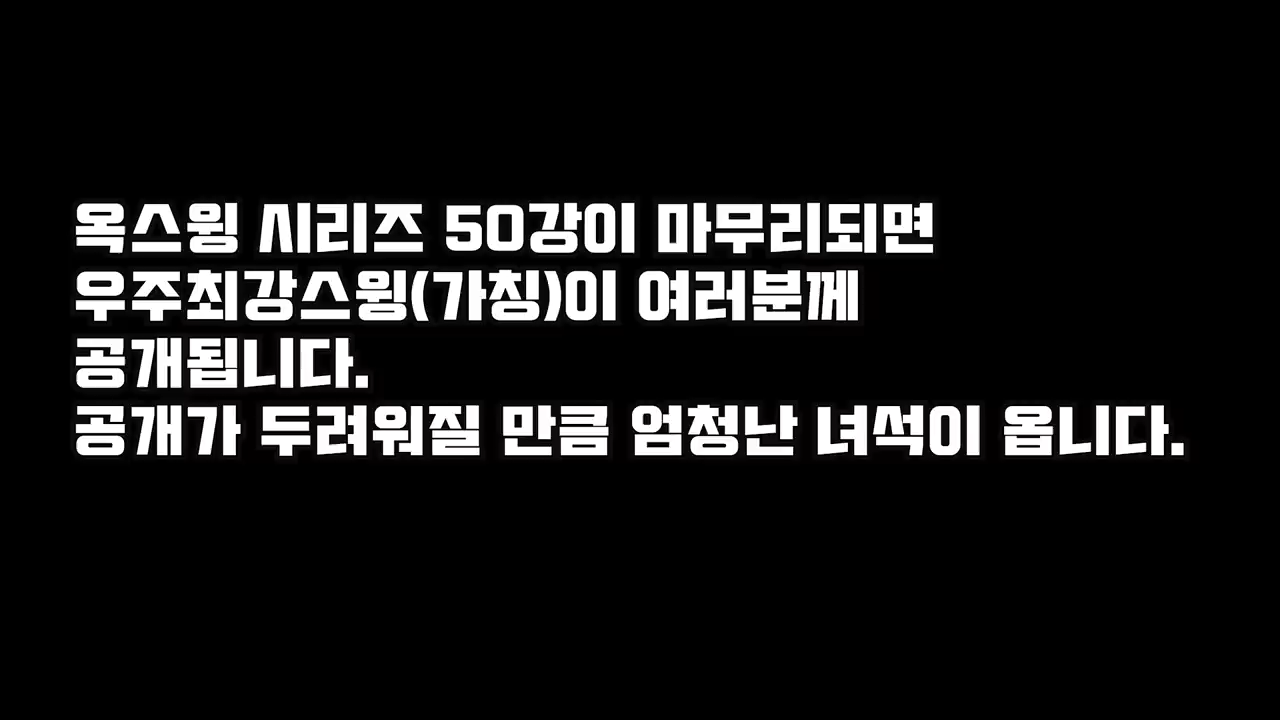 옥스윙 시리즈 50강이 마무리되면
우주최강스윙(가칭)이 여러분께
공개됩니다.
공개가 두려워질 만큼 엄청난 녀석이 옵니다.